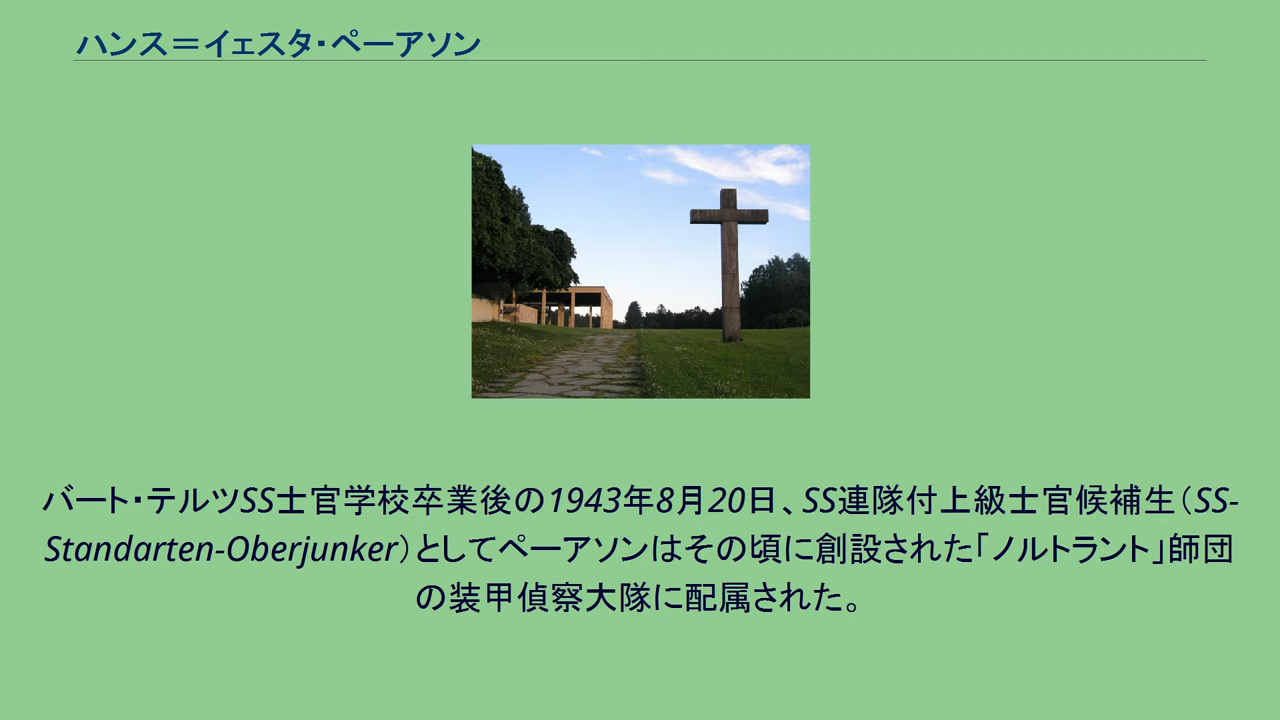 ハンス＝イェスタ・ペーアソン
バート・テルツSS士官学校卒業後の1943年8月20日、SS連隊付上級士官候補生（SS-
Standarten-Oberjunker）としてペーアソンはその頃に創設された「ノルトラント」師団
の装甲偵察大隊に配属された。